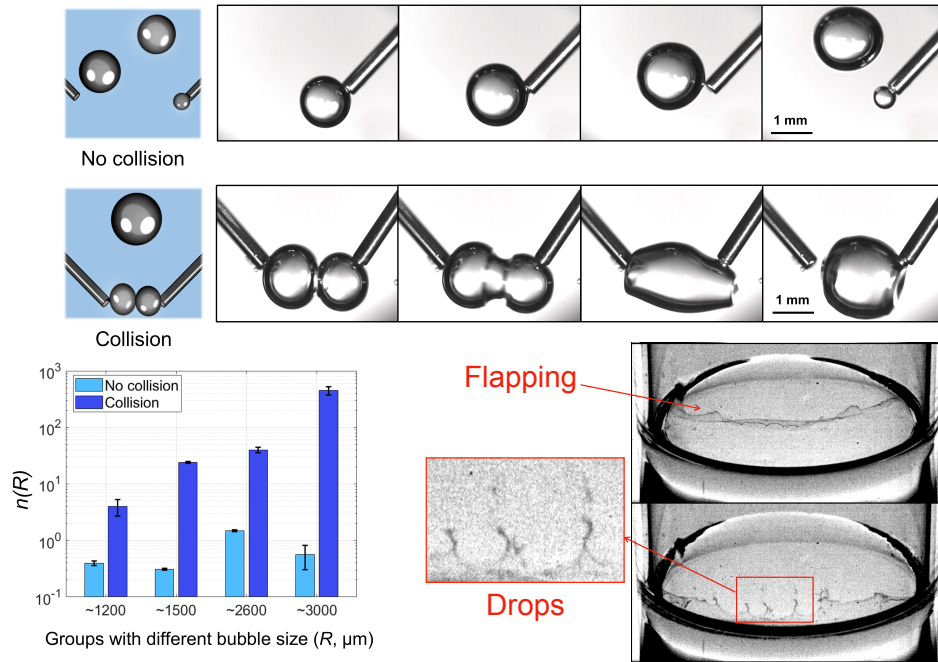 No collision
1 mm
Collision
1 mm
10³
10²
10¹
10⁰
10⁻¹
n(R)
No collision
Collision
~1200
~1500
~2600
~3000
Groups with different bubble size (R, µm)
Flapping
Drops